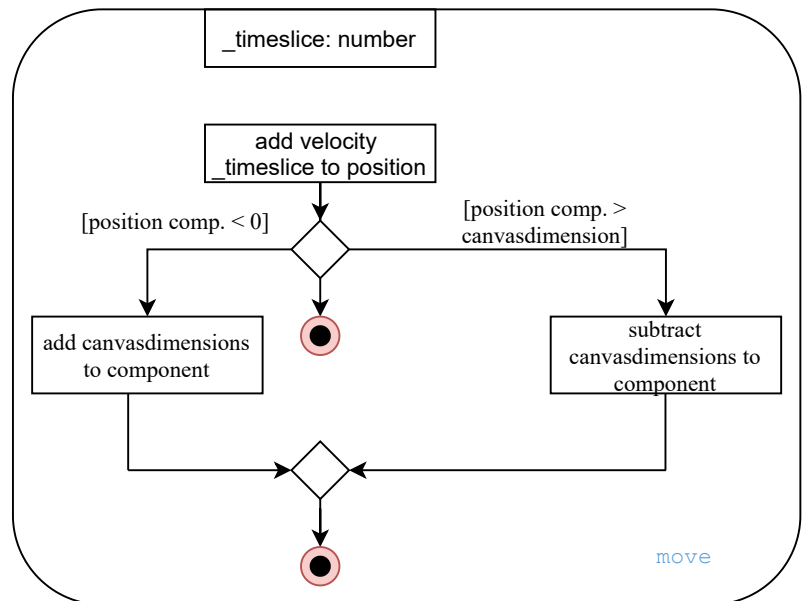 _timeslice: number
add velocity
_timeslice to position
[position comp. < 0]
[position comp. >
canvasdimension]
add canvasdimensions
to component
subtract
canvasdimensions to
component
move